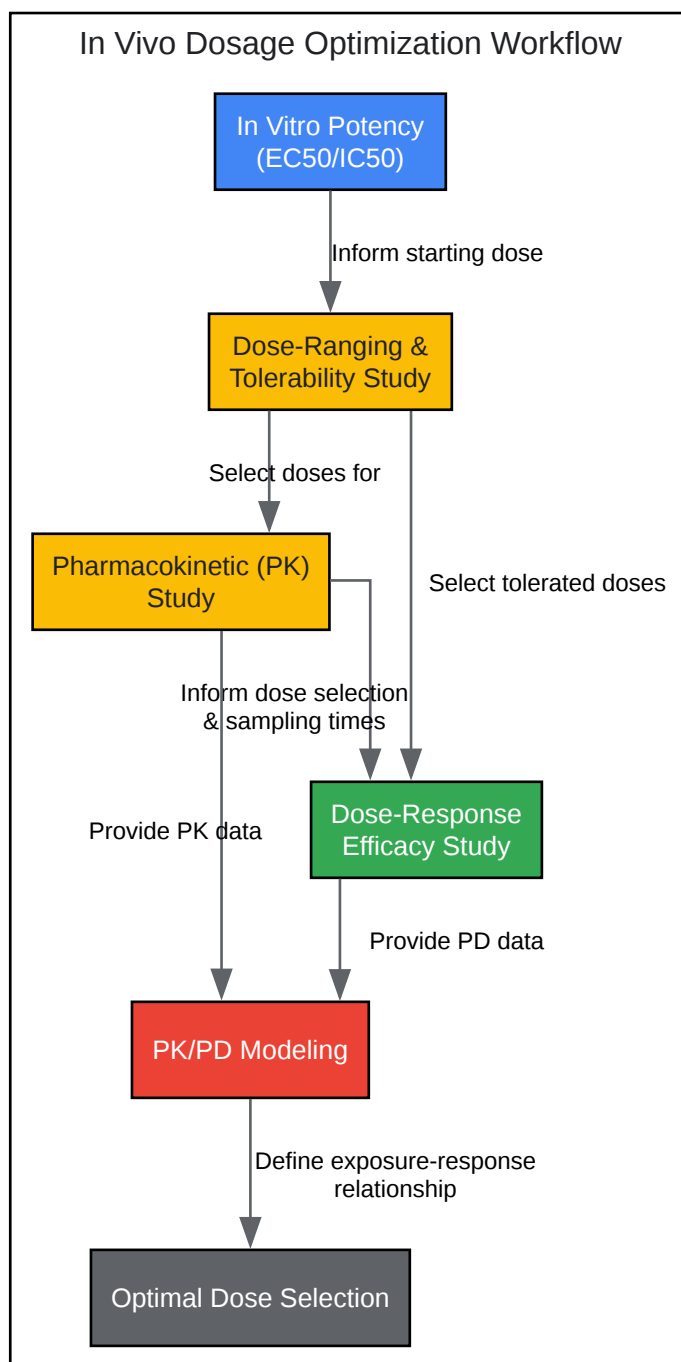 In Vivo Dosage Optimization Workflow
In Vitro Potency
(EC50/IC50)
Inform starting dose
Dose-Ranging &
Tolerability Study
Select doses for
Pharmacokinetic (PK)
Study
Select tolerated doses
Inform dose selection
& sampling times
Dose-Response
Efficacy Study
Provide PK data
Provide PD data
PK/PD Modeling
Define exposure-response
relationship
Optimal Dose Selection